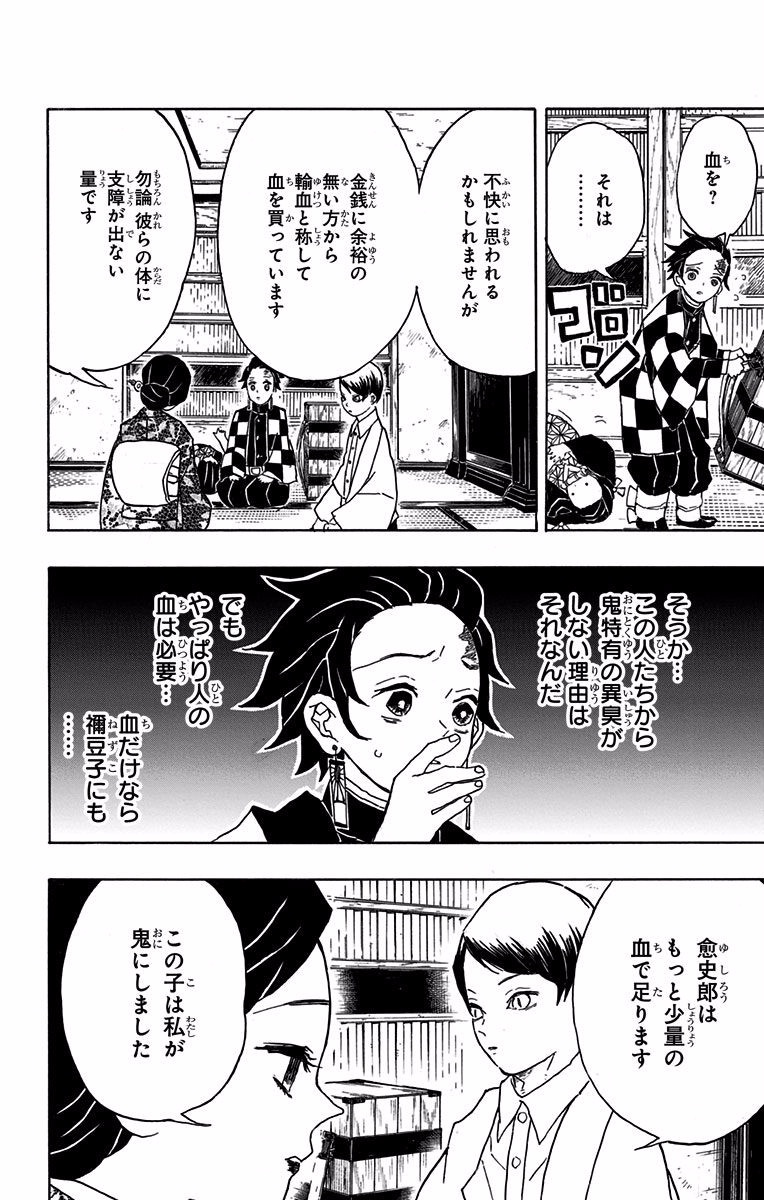 血を?
それは
………
ゴロン
不快に思われる
かもしれませんが
金銭に余裕の
無い方から
輸血と称して
血を買っています
勿論 彼らの体に
支障が出ない
量です
そうか…
この人たちから
鬼特有の異臭が
しない理由は
それなんだ
でも
やっぱり人の
血は必要…
血だけなら
禰豆子にも
……
愈史郎は
もっと少量の
血で足ります
この子は私が
鬼にしました